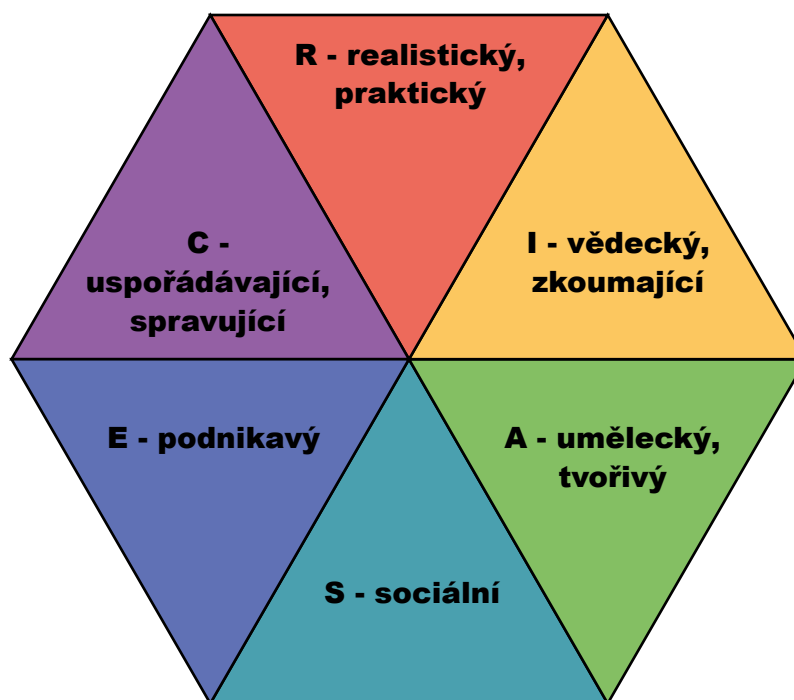 R - realistický,
praktický
I - vědecký,
zkoumající
A - umělecký,
tvořivý
S - sociální
E - podnikavý
C -
uspořádávající,
spravující